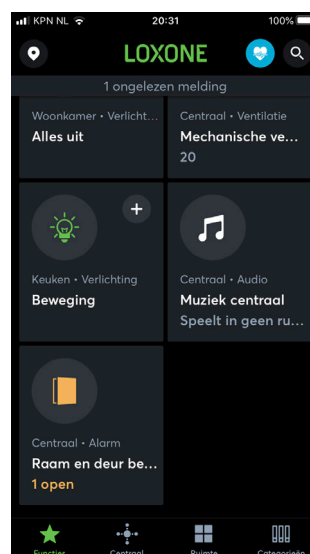 KPN NL 20:31 100%
LOXONE
1 ongelezen melding
Woonkamer • Verlicht...
Alles uit
Centraal • Ventilatie
Mechanische ve...
20
Keuken • Verlichting
Beweging
Centraal • Audio
Muziek centraal
Speelt in geen ru...
Centraal • Alarm
Raam en deur be...
1 open
Functies Centraal Ruimte Categorieën